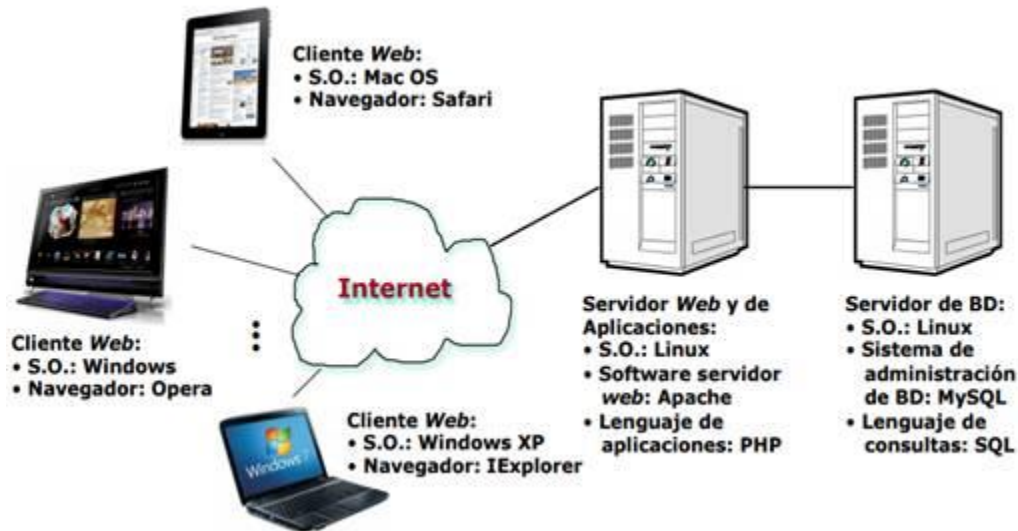 Cliente Web:
• S.O.: Mac OS
• Navegador: Safari
Cliente Web:
• S.O.: Windows
• Navegador: Opera
Internet
Cliente Web:
• S.O.: Windows XP
• Navegador: IExplorer
Windows 7
Servidor Web y de
Aplicaciones:
• S.O.: Linux
• Software servidor
web: Apache
• Lenguaje de
aplicaciones: PHP
Servidor de BD:
• S.O.: Linux
• Sistema de
administración
de BD: MySQL
• Lenguaje de
consultas: SQL